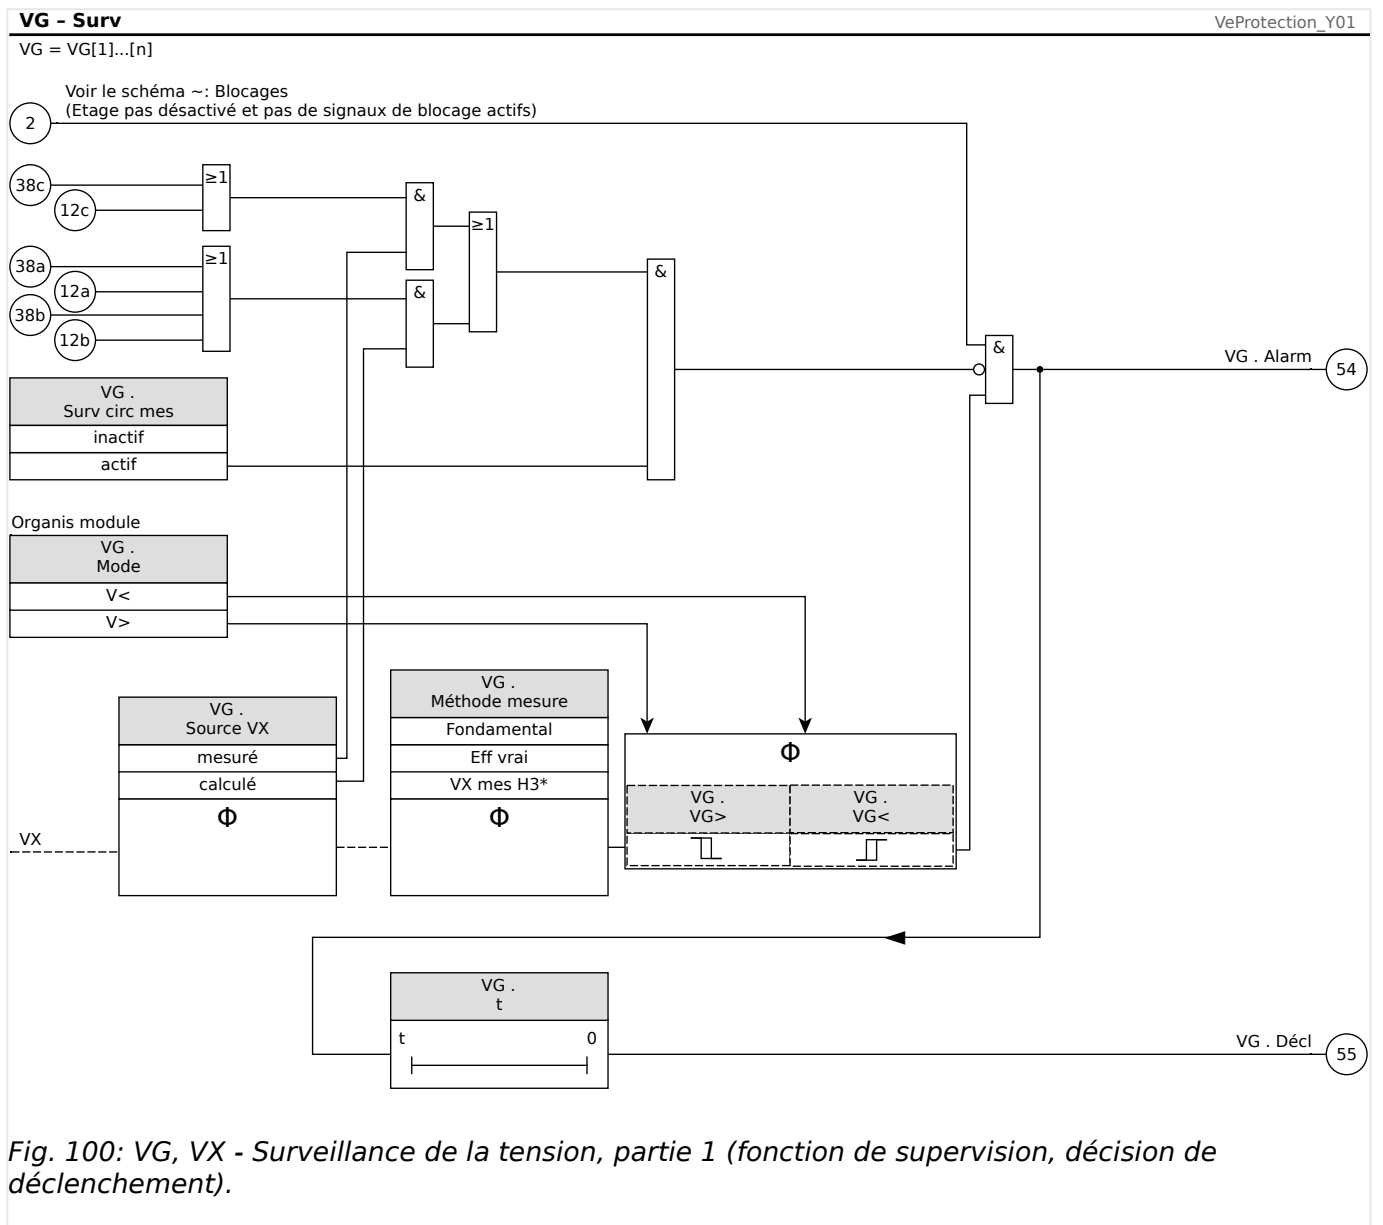 VG – Surv
VeProtection_Y01
VG = VG[1]...[n]
Voir le schéma ~: Blocages
(Etage pas désactivé et pas de signaux de blocage actifs)
2
38c
12c
≥1
&
≥1
38a
12a
38b
12b
≥1
&
&
VG .
Surv circ mes
inactif
actif
&
VG . Alarm
54
Organis module
VG .
Mode
V<
V>
VG .
Source VX
mesuré
calculé
Φ
VX
VG .
Méthode mesure
Fondamental
Eff vrai
VX mes H3*
Φ
Φ
VG .
VG>
VG .
VG<
VG .
t
t
0
VG . Décl
55
Fig. 100: VG, VX - Surveillance de la tension, partie 1 (fonction de supervision, décision de
déclenchement).